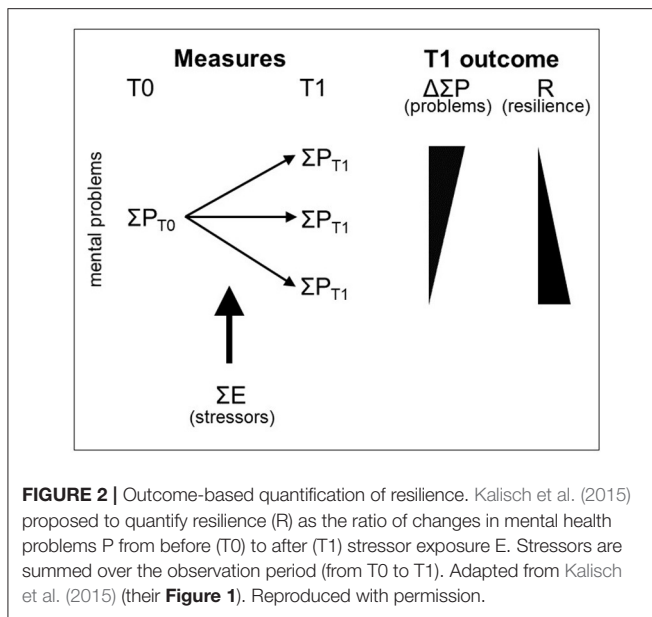 Measures
T1 outcome
T0
T1
ΔΣP
(problems)
R
(resilience)
mental problems
ΣP_T0
ΣP_T1
ΣP_T1
ΣP_T1
ΣE
(stressors)
FIGURE 2 | Outcome-based quantification of resilience. Kalisch et al. (2015)
proposed to quantify resilience (R) as the ratio of changes in mental health
problems P from before (T0) to after (T1) stressor exposure E. Stressors are
summed over the observation period (from T0 to T1). Adapted from Kalisch
et al. (2015) (their Figure 1). Reproduced with permission.